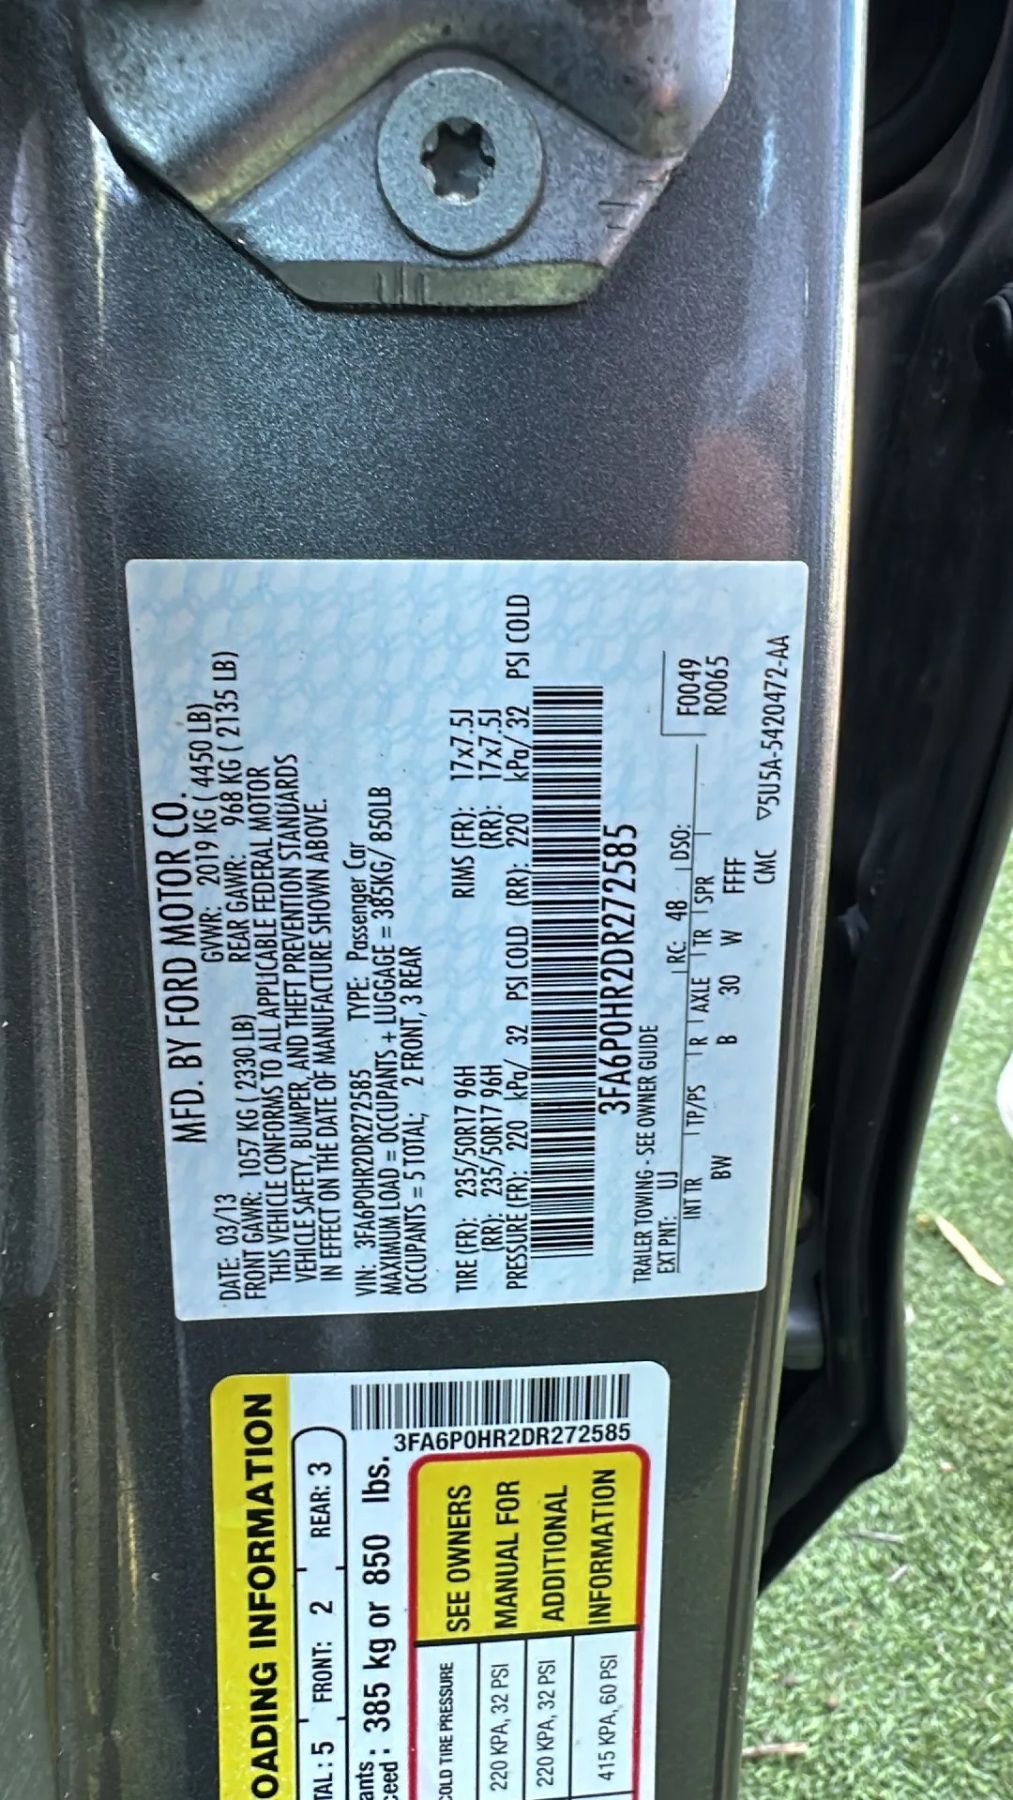 MFD. BY FORD MOTOR CO.
DATE: 03/13 GVWR: 2019 KG ( 4450 LB)
FRONT GAWR: 1057 KG ( 2330 LB) REAR GAWR: 968 KG ( 2135 LB)
THIS VEHICLE CONFORMS TO ALL APPLICABLE FEDERAL MOTOR
VEHICLE SAFETY, BUMPER, AND THEFT PREVENTION STANDARDS
IN EFFECT ON THE DATE OF MANUFACTURE SHOWN ABOVE.
VIN: 3FA6P0HR2DR272585 TYPE: Passenger Car
MAXIMUM LOAD = OCCUPANTS + LUGGAGE = 385KG/ 850LB
OCCUPANTS = 5 TOTAL; 2 FRONT, 3 REAR
TIRE (FR): 235/50R17 96H RIMS (FR): 17x7.5J
(RR): 235/50R17 96H (RR): 17x7.5J
PRESSURE (FR): 220 kPa/ 32 PSI COLD (RR): 220 kPa/ 32 PSI COLD
3FA6P0HR2DR272585
TRAILER TOWING - SEE OWNER GUIDE
EXT PNT: UJ RC: 48 DSO: F0049
R0065
INT TR TP/PS R AXLE TR SPR
BW B 30 W FFFF
CMC ▽5U5A-5420472-AA
OADING INFORMATION
TAL : 5 FRONT: 2 REAR: 3
ants : 385 kg or 850 lbs.
ceed
3FA6P0HR2DR272585
COLD TIRE PRESSURE
220 KPA, 32 PSI
220 KPA, 32 PSI
415 KPA, 60 PSI
SEE OWNERS
MANUAL FOR
ADDITIONAL
INFORMATION